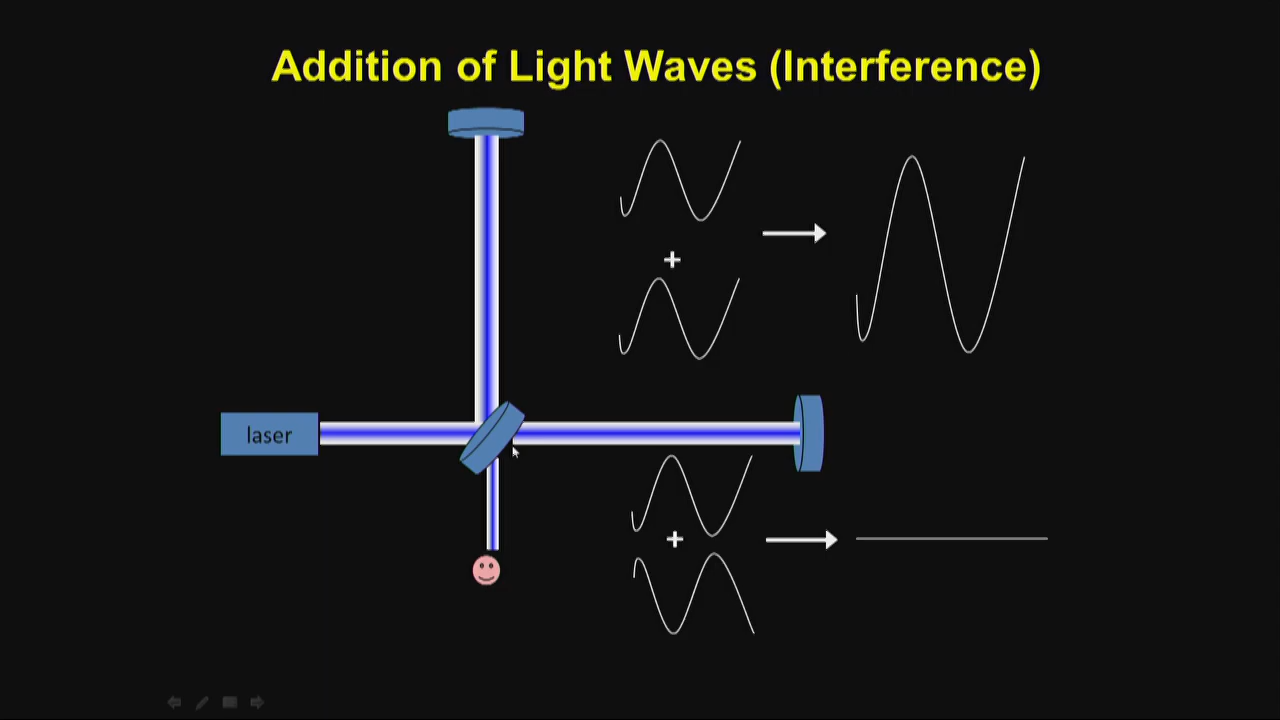 Addition of Light Waves (Interference)
+
laser
+